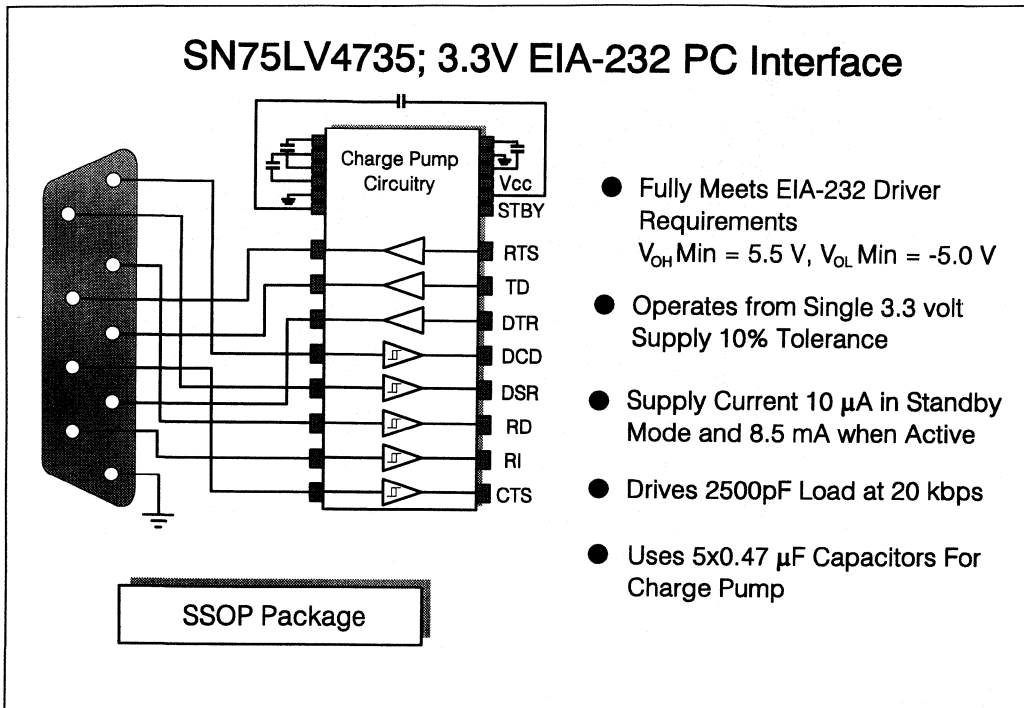 SN75LV4735; 3.3V EIA-232 PC Interface
Charge Pump
Circuitry
Vcc
STBY
RTS
TD
DTR
DCD
DSR
RD
RI
CTS
SSOP Package
● Fully Meets EIA-232 Driver
Requirements
VOH Min = 5.5 V, VOL Min = -5.0 V
● Operates from Single 3.3 volt
Supply 10% Tolerance
● Supply Current 10 µA in Standby
Mode and 8.5 mA when Active
● Drives 2500pF Load at 20 kbps
● Uses 5x0.47 µF Capacitors For
Charge Pump